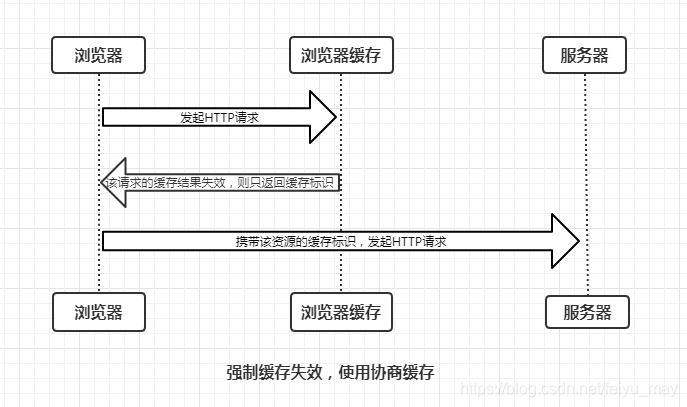 浏览器
浏览器缓存
服务器
发起HTTP请求
该请求的缓存结果失效，则只返回缓存标识
携带该资源的缓存标识，发起HTTP请求
浏览器
浏览器缓存
服务器
强制缓存失效，使用协商缓存
https://blog.csdn.net/feiyu_may